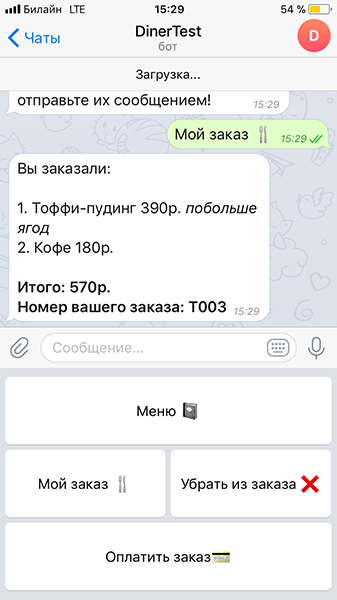 Билайн LTE 15:29 54 %
Чаты DinerTest D
бот
Загрузка...
отправьте их сообщением! 15:29
Мой заказ 🍴 15:29
Вы заказали:
1. Тоффи-пудинг 390р. побольше
ягод
2. Кофе 180р.
Итого: 570р.
Номер вашего заказа: Т003 15:29
Сообщение...
Меню 📓
Мой заказ 🍴 Убрать из заказа ❌
Оплатить заказ💳